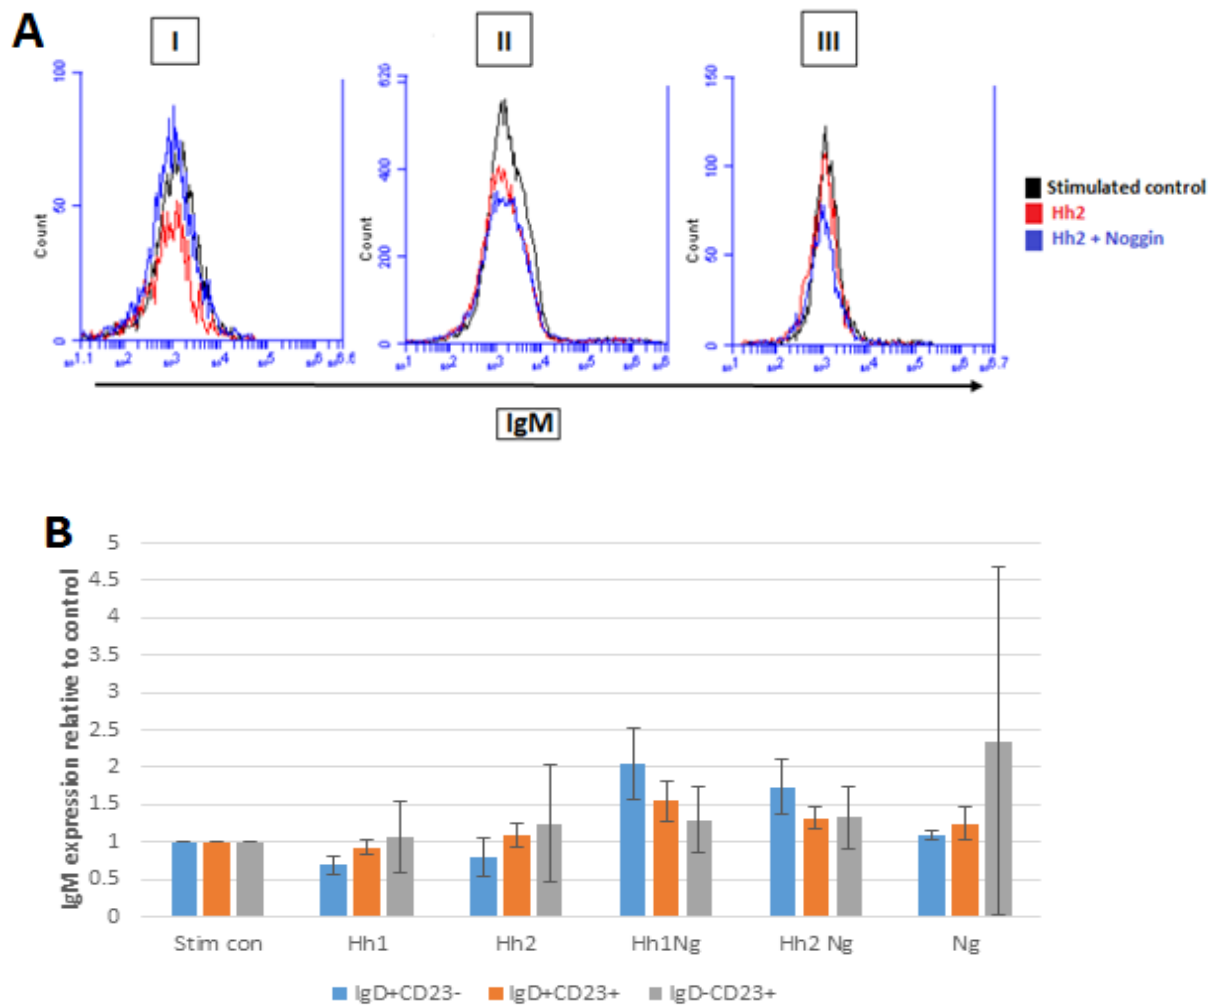 A
I
II
III
100
50
0
Count
620
400
200
0
Count
150
100
50
0
Count
Stimulated control
Hh2
Hh2 + Noggin
IgM
B
IgM expression relative to control
5
4.5
4
3.5
3
2.5
2
1.5
1
0.5
0
Stim con Hh1 Hh2 Hh1Ng Hh2 Ng Ng
IgD+CD23- IgD+CD23+ IgD-CD23+